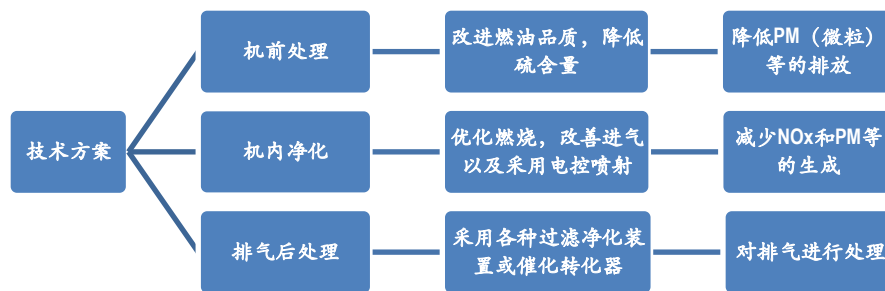 机前处理
改进燃油品质，降低
硫含量
降低PM（微粒）
等的排放
技术方案
机内净化
优化燃烧，改善进气
以及采用电控喷射
减少NOx和PM等
的生成
排气后处理
采用各种过滤净化装
置或催化转化器
对排气进行处理